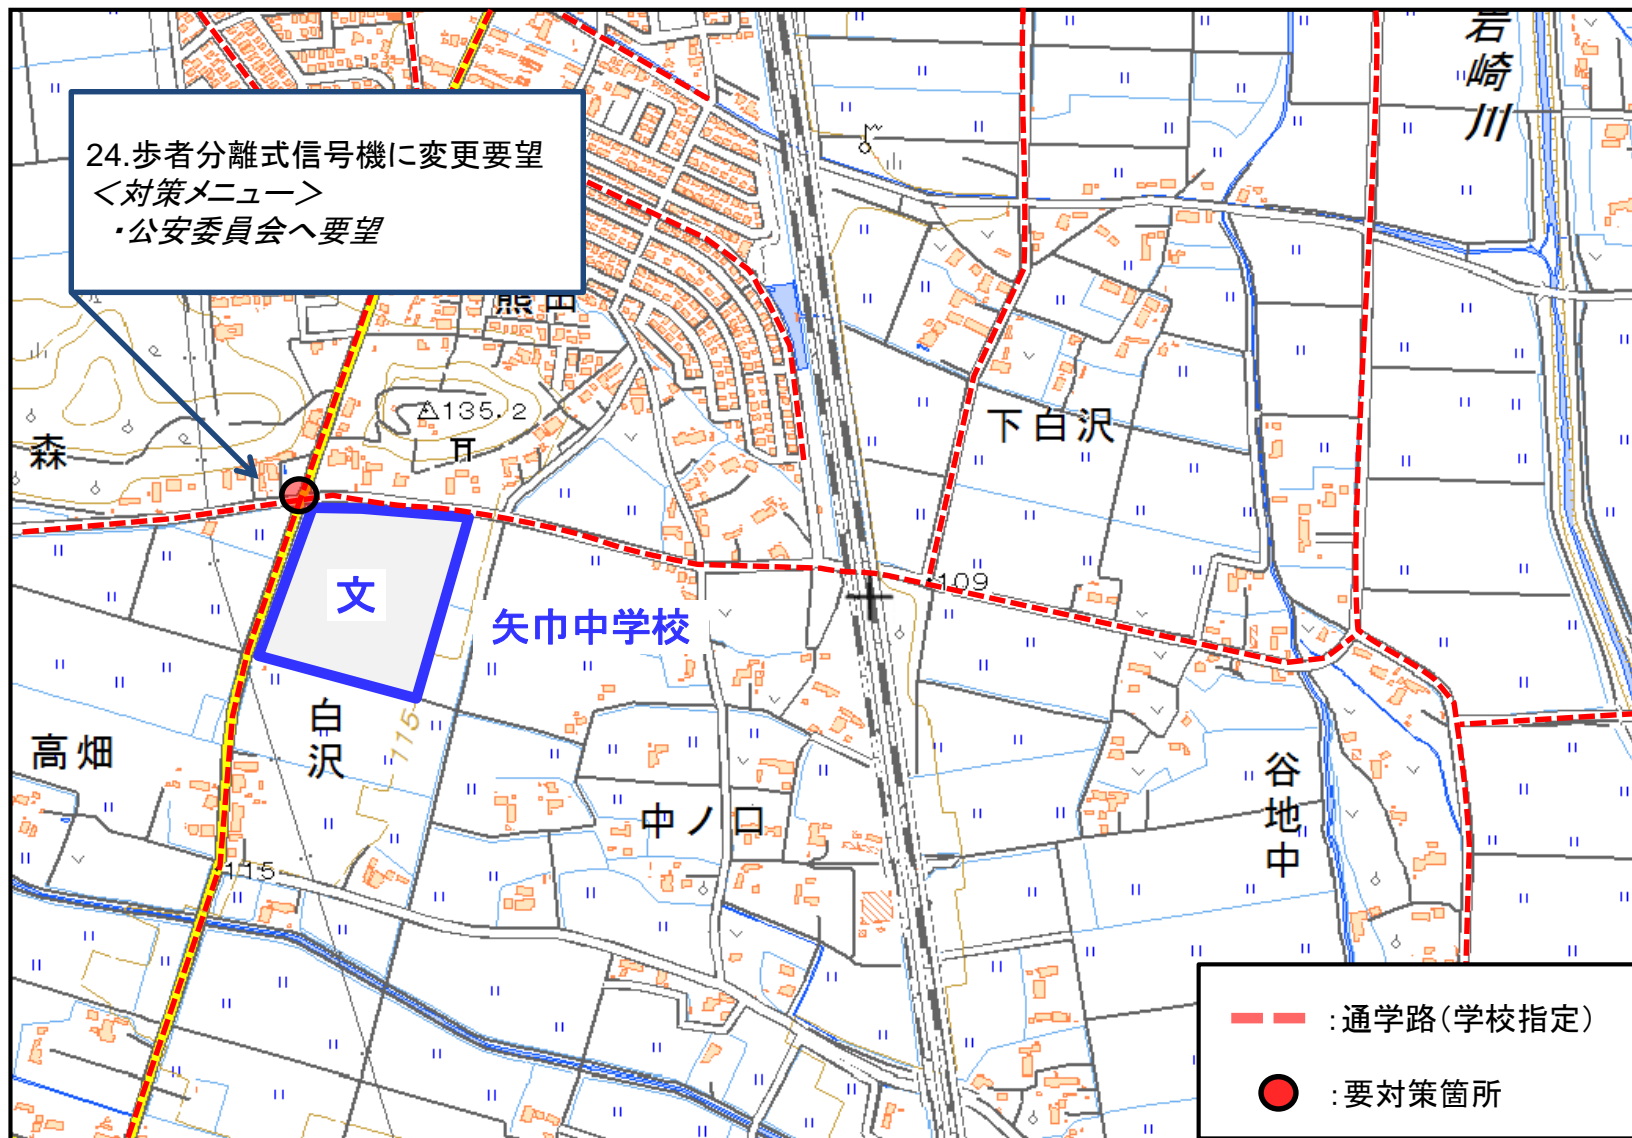 岩崎川
24.歩者分離式信号機に変更要望
＜対策メニュー＞
・公安委員会へ要望
熊田
135.2
下白沢
森
109
文
矢巾中学校
白沢
115
高畑
中ノ口
谷地中
115
:通学路(学校指定)
:要対策箇所